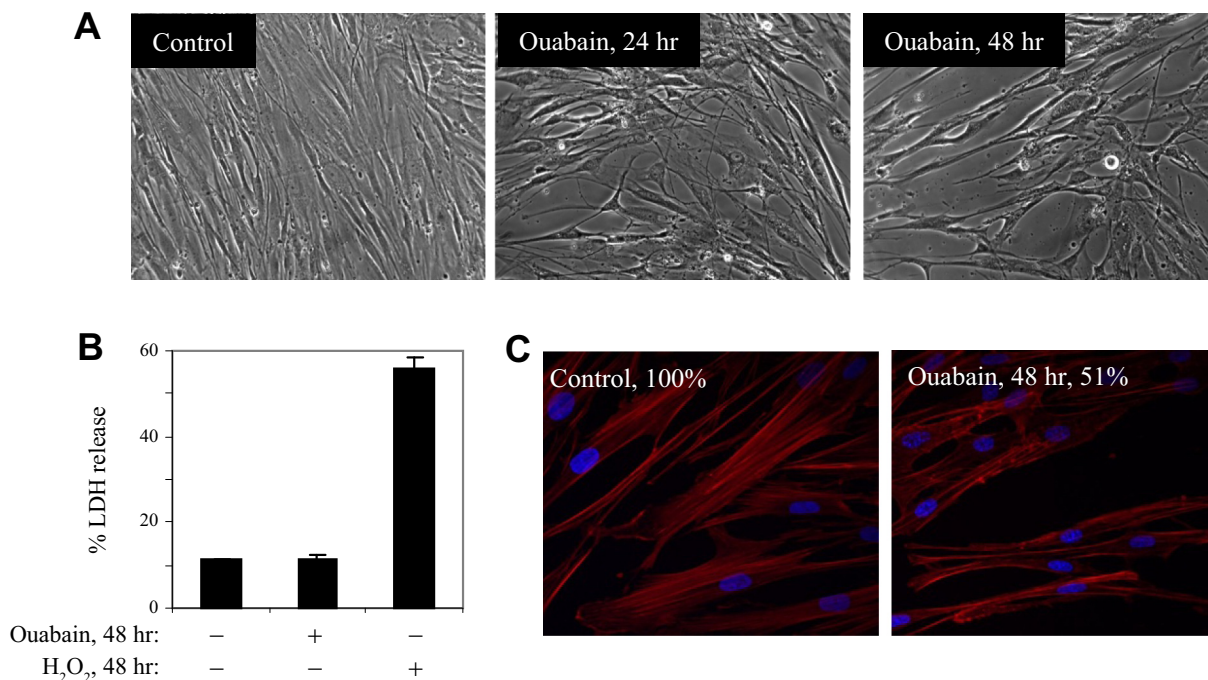 A
Control
Ouabain, 24 hr
Ouabain, 48 hr
B
% LDH release
60
40
20
0
Ouabain, 48 hr: – + –
H₂O₂, 48 hr: – – +
C
Control, 100%
Ouabain, 48 hr, 51%